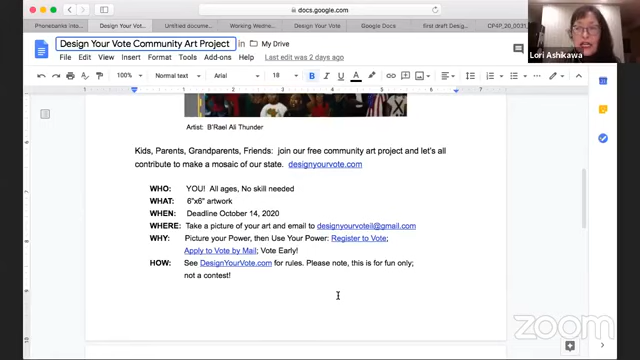 docs.google.com
Phonebanks Inte
Design Your Vot...
Untitled docume
Working Wednesd
Design Your Vote
Google Docs
first draft Design
CP4P_20_0031
Design Your Vote Community Art Project
in
My Drive
File Edit View Insert Format Tools Add-ons Help
Last edit was 2 days ago
100%
Normal text
Arial
18
B I U A
Lori Ashikawa
Artist: B'Rael Ali Thunder
Kids, Parents, Grandparents, Friends: join our free community art project and let's all
contribute to make a mosaic of our state. designyourvote.com
WHO: YOU! All ages, No skill needed
WHAT: 6"x6" artwork
WHEN: Deadline October 14, 2020
WHERE: Take a picture of your art and email to designyourvoteil@gmail.com
WHY: Picture your Power, then Use Your Power: Register to Vote;
Apply to Vote by Mail; Vote Early!
HOW: See DesignYourVote.com for rules. Please note, this is for fun only;
not a contest!
zoom